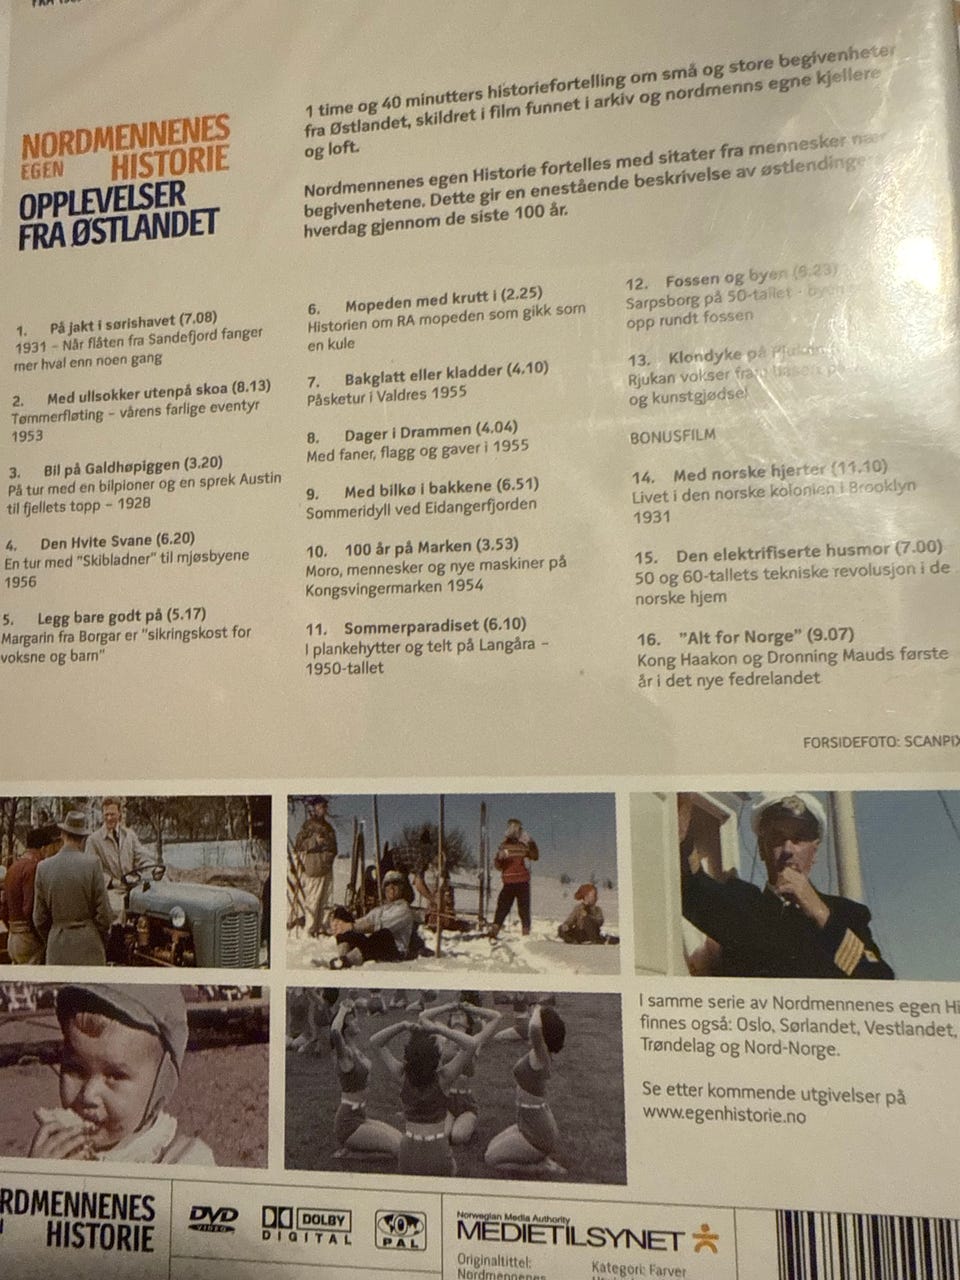 NORDMENNENES
EGEN HISTORIE
OPPLEVELSER
FRA ØSTLANDET
1 time og 40 minutters historiefortelling om små og store begivenheter
fra Østlandet, skildret i film funnet i arkiv og nordmenns egne kjellere
og loft.
Nordmennenes egen Historie fortelles med sitater fra mennesker nær
begivenhetene. Dette gir en enestående beskrivelse av østlendingenes
hverdag gjennom de siste 100 år.
1. På jakt i sørishavet (7.08)
1931 – Når flåten fra Sandefjord fanger
mer hval enn noen gang
2. Med ullsokker utenpå skoa (8.13)
Tømmerfløting – vårens farlige eventyr
1953
3. Bil på Galdhøpiggen (3.20)
På tur med en bilpioner og en sprek Austin
til fjellets topp – 1928
4. Den Hvite Svane (6.20)
En tur med "Skibladner" til mjøsbyene
1956
5. Legg bare godt på (5.17)
Margarin fra Borgar er "sikringskost for
voksne og barn"
6. Mopeden med krutt i (2.25)
Historien om RA mopeden som gikk som
en kule
7. Bakglatt eller kladder (4.10)
Påsketur i Valdres 1955
8. Dager i Drammen (4.04)
Med faner, flagg og gaver i 1955
9. Med bilkø i bakkene (6.51)
Sommeridyll ved Eidangerfjorden
10. 100 år på Marken (3.53)
Moro, mennesker og nye maskiner på
Kongsvingermarken 1954
11. Sommerparadiset (6.10)
I plankehytter og telt på Langåra –
1950-tallet
12. Fossen og byen (6.23)
Sarpsborg på 50-tallet - byen
opp rundt fossen
13. Klondyke på
Rjukan vokser fram
og kunstgjødsel
BONUSFILM
14. Med norske hjerter (11.10)
Livet i den norske kolonien i Brooklyn
1931
15. Den elektrifiserte husmor (7.00)
50 og 60-tallets tekniske revolusjon i de
norske hjem
16. "Alt for Norge" (9.07)
Kong Haakon og Dronning Mauds første
år i det nye fedrelandet
FORSIDEFOTO: SCANPIX
I samme serie av Nordmennenes egen Hi
finnes også: Oslo, Sørlandet, Vestlandet,
Trøndelag og Nord-Norge.
Se etter kommende utgivelser på
www.egenhistorie.no
RDMENNENES
HISTORIE
DVD
VIDEO
DOLBY
DIGITAL
PAL
Norwegian Media Authority
MEDIETILSYNET
Originaltittel:
Nordmennenes
Kategori: Farver